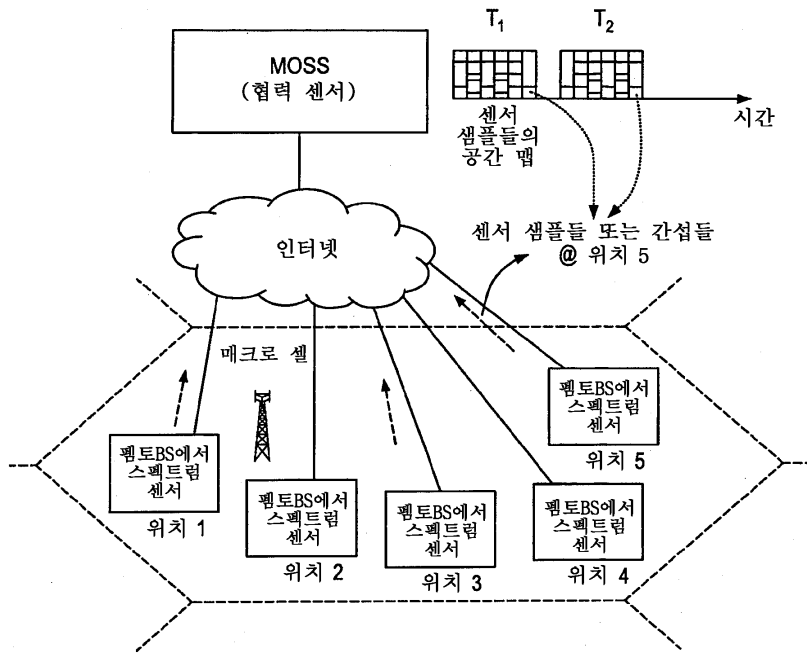 T1
T2
MOSS
(협력 센서)
시간
센서
샘플들의
공간 맵
인터넷
센서 샘플들 또는 간섭들
@ 위치 5
매크로 셀
펨토BS에서
스펙트럼
센서
위치 1
펨토BS에서
스펙트럼
센서
위치 2
펨토BS에서
스펙트럼
센서
위치 3
펨토BS에서
스펙트럼
센서
위치 4
펨토BS에서
스펙트럼
센서
위치 5